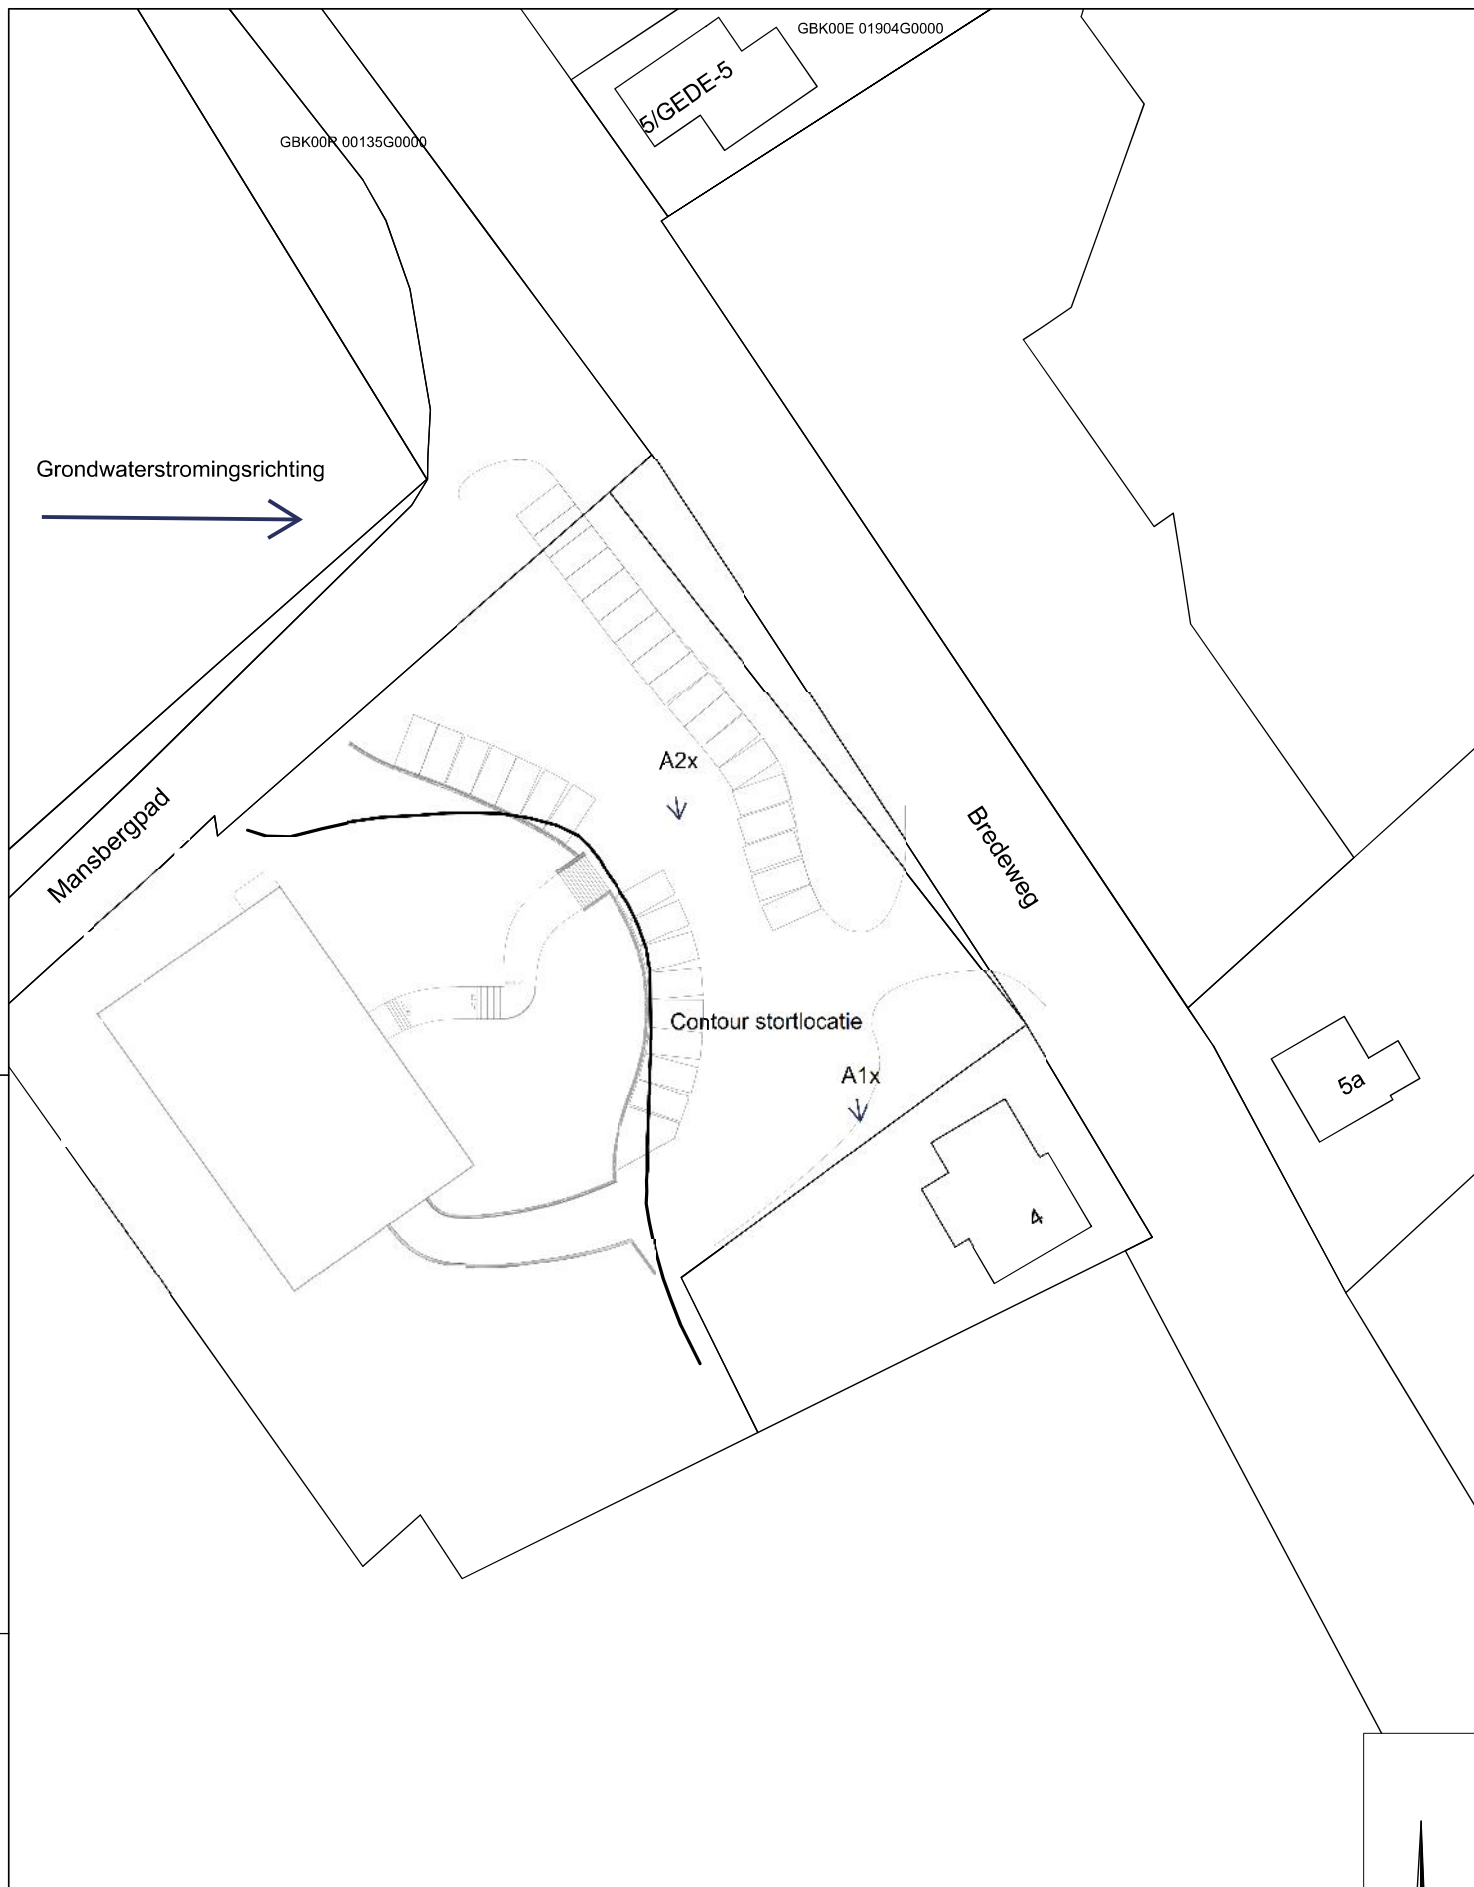 GBK00E 01904G0000
5/GEDE-5
GBK00P 00135G0000
Grondwaterstromingsrichting
A2x
Mansbergpad
Bredeweg
Contour stortlocatie
A1x
5a
4